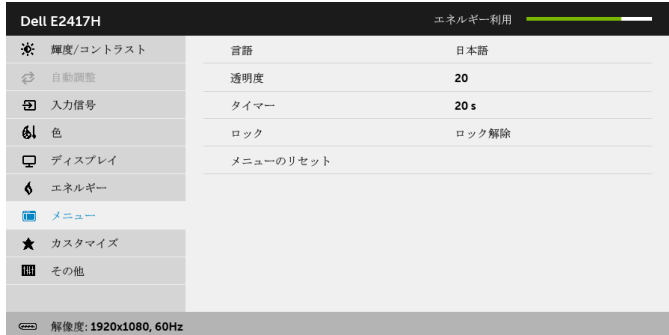 Dell E2417H エネルギー利用
輝度/コントラスト 言語 日本語
自動調整 透明度 20
入力信号 タイマー 20 s
色 ロック ロック解除
ディスプレイ メニューのリセット
エネルギー
メニュー
カスタマイズ
その他
解像度: 1920x1080, 60Hz